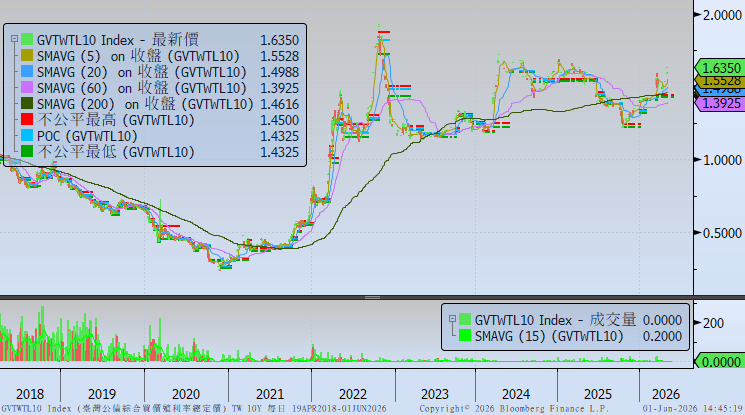 GVTWTL10 Index - 最新價 1.6350
SMAVG (5) on 收盤 (GVTWTL10) 1.5528
SMAVG (20) on 收盤 (GVTWTL10) 1.4988
SMAVG (60) on 收盤 (GVTWTL10) 1.3925
SMAVG (200) on 收盤 (GVTWTL10) 1.4616
不公平最高 (GVTWTL10) 1.4500
POC (GVTWTL10) 1.4325
不公平最低 (GVTWTL10) 1.4325
2.0000
1.6350
1.5528
1.3925
1.0000
0.5000
GVTWTL10 Index - 成交量 0.0000
SMAVG (15) (GVTWTL10) 0.2000
200
0.0000
2018 2019 2020 2021 2022 2023 2024 2025 2026
GVTWTL10 Index (臺灣公債綜合買價殖利率總定價) TW 10Y 每日 19APR2018-01JUN2026 Copyright© 2026 Bloomberg Finance L.P. 01-Jun-2026 14:45:19